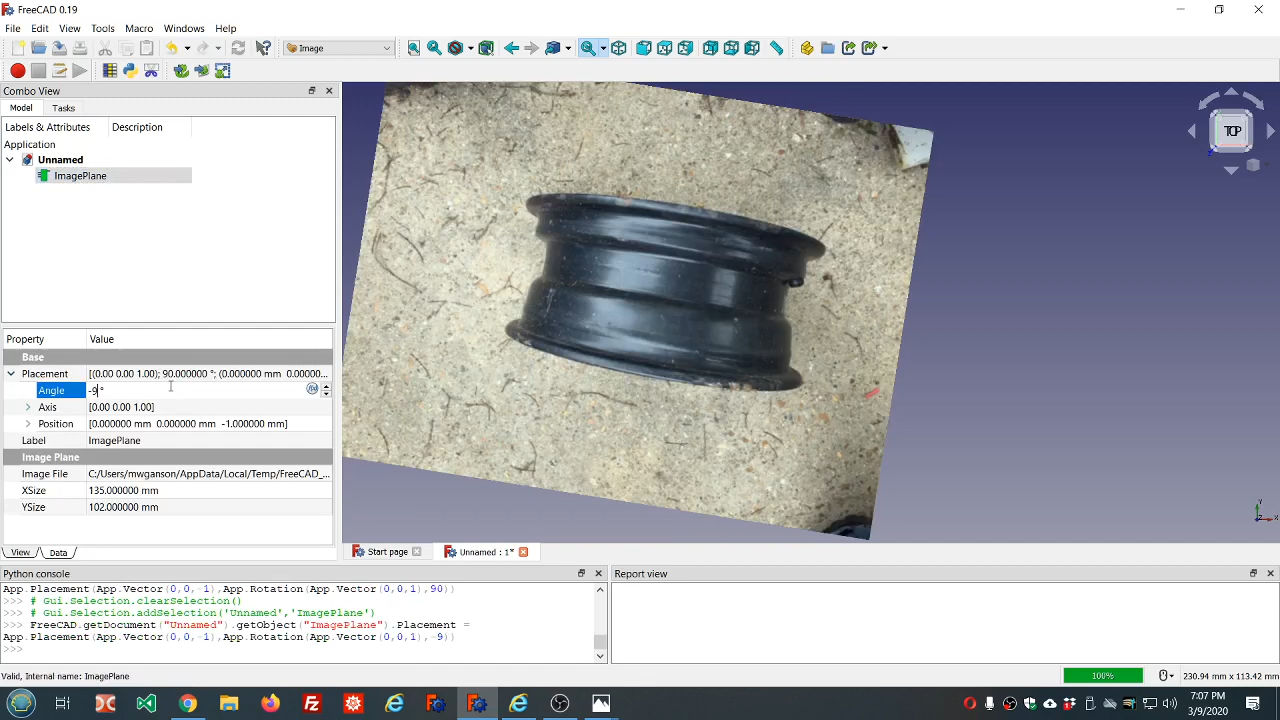 FreeCAD 0.19
File Edit View Tools Macro Windows Help
Image
Combo View
Model Tasks
Labels & Attributes Description
Application
Unnamed
ImagePlane
TOP
Property Value
Base
Placement [(0.00 0.00 1.00); 90.000000 °; (0.000000 mm 0.00000...
Angle -9 °
Axis [0.00 0.00 1.00]
Position [0.000000 mm 0.000000 mm -1.000000 mm]
Label ImagePlane
Image Plane
Image File C:/Users/mwganson/AppData/Local/Temp/FreeCAD_...
XSize 135.000000 mm
YSize 102.000000 mm
View Data
Start page Unnamed : 1*
Python console Report view
App.Placement(App.Vector(0,0,-1),App.Rotation(App.Vector(0,0,1),90))
>>> # Gui.Selection.clearSelection()
>>> # Gui.Selection.addSelection('Unnamed','ImagePlane')
>>> FreeCAD.getDocument("Unnamed").getObject("ImagePlane").Placement =
App.Placement(App.Vector(0,0,-1),App.Rotation(App.Vector(0,0,1),-9))
>>>
Valid, Internal name: ImagePlane 100% 230.94 mm x 113.42 mm
7:07 PM
3/9/2020